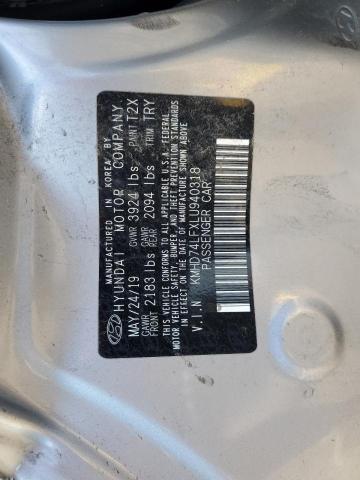 MANUFACTURED IN KOREA BY
HYUNDAI MOTOR COMPANY
MAY/24/19 GVWR 3924 lbs PAINT T2X
GAWR FRONT 2183 lbs GAWR REAR 2094 lbs TRIM TRY
THIS VEHICLE CONFORMS TO ALL APPLICABLE U.S.A. FEDERAL
MOTOR VEHICLE SAFETY, BUMPER, AND THEFT PREVENTION STANDARDS
IN EFFECT ON THE DATE OF MANUFACTURE SHOWN ABOVE
V.I.N KMHD74LFXLU940318
PASSENGER CAR